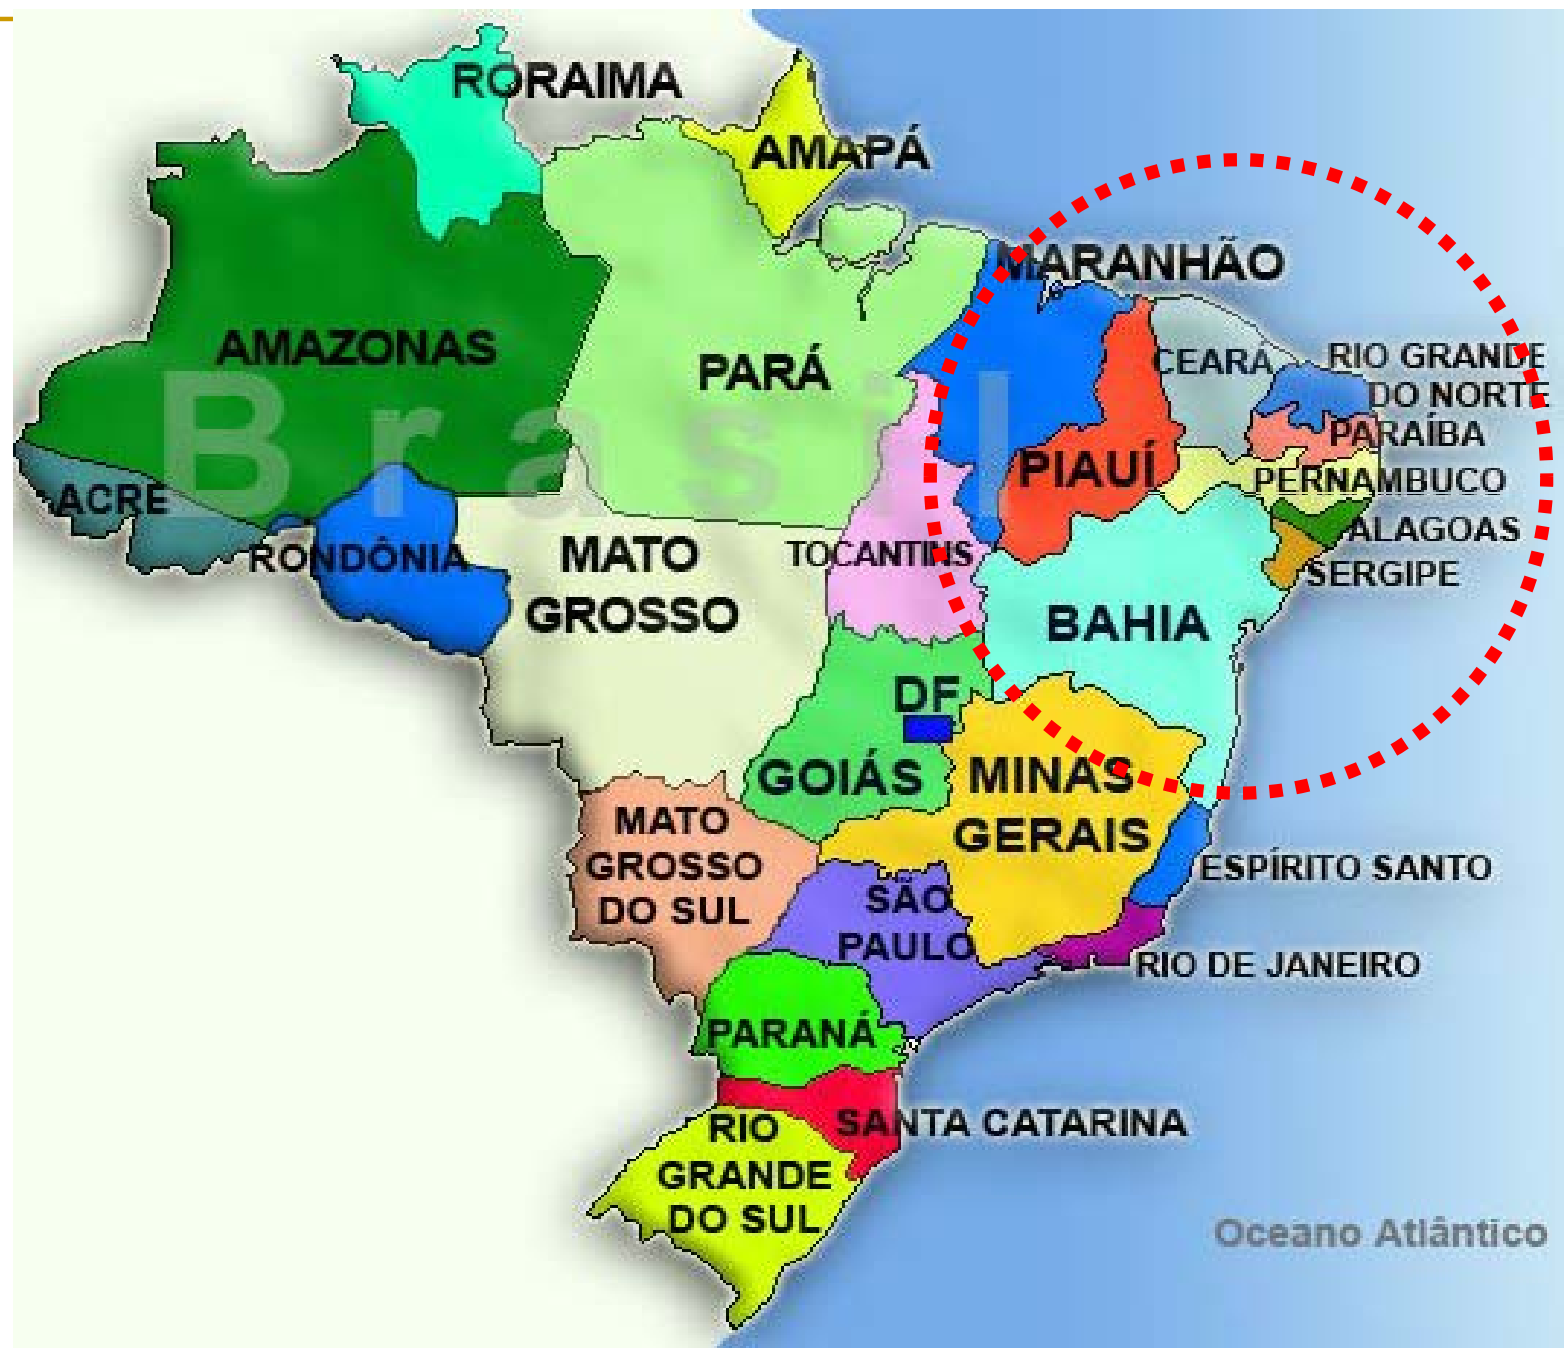 RORAIMA
AMAPÁ
MARANHÃO
AMAZONAS
PARÁ
CEARÁ
RIO GRANDE
DO NORTE
Brasil
PARAÍBA
PIAUÍ
PERNAMBUCO
ACRE
ALAGOAS
RONDÔNIA
MATO
GROSSO
TOCANTINS
SERGIPE
BAHIA
DF
GOIÁS
MINAS
GERAIS
MATO
GROSSO
DO SUL
ESPÍRITO SANTO
SÃO
PAULO
RIO DE JANEIRO
PARANÁ
SANTA CATARINA
RIO
GRANDE
DO SUL
Oceano Atlântico